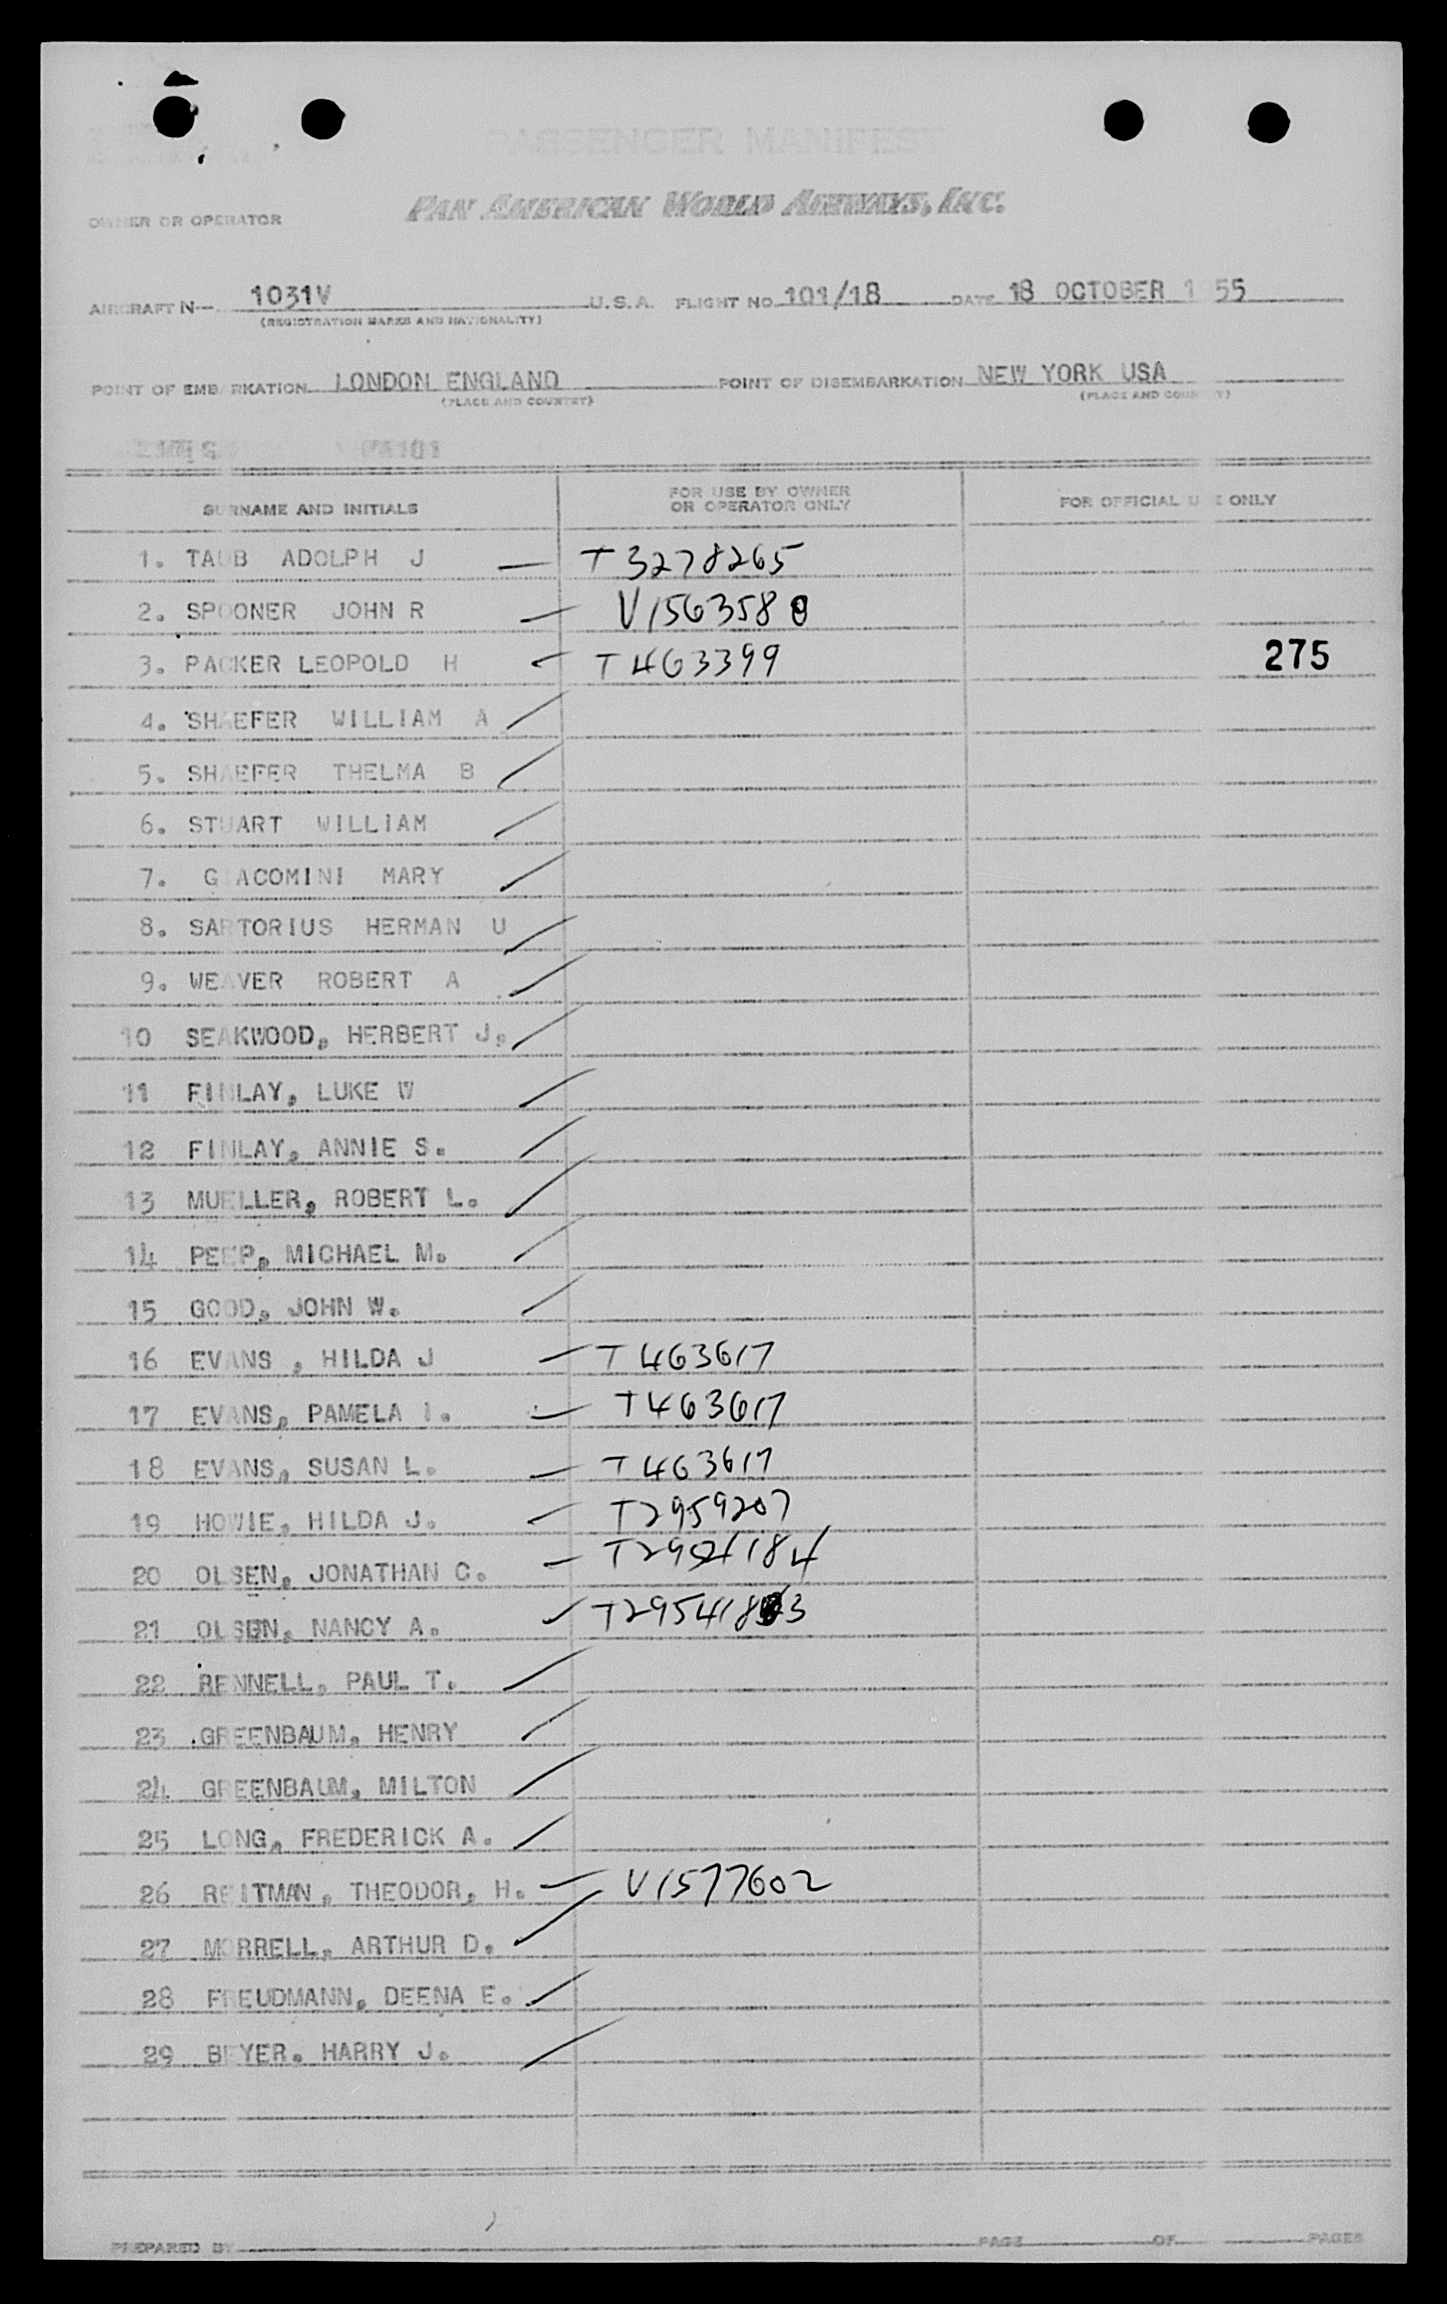 PASSENGER MANIFEST
OWNER OR OPERATOR PAN AMERICAN WORLD AIRWAYS, INC.
AIRCRAFT N— 1031V U.S.A. FLIGHT NO. 101/18 DATE 18 OCTOBER 1 55
(REGISTRATION MARKS AND NATIONALITY)
POINT OF EMBARKATION LONDON ENGLAND POINT OF DISEMBARKATION NEW YORK USA
(PLACE AND COUNTRY) (PLACE AND COUNTRY)
SURNAME AND INITIALS FOR USE BY OWNER OR OPERATOR ONLY FOR OFFICIAL USE ONLY
1. TAUB ADOLPH J — T3278265
2. SPOONER JOHN R — V1563580
3. PACKER LEOPOLD H — T463399 275
4. SHAEFER WILLIAM A /
5. SHAEFER THELMA B /
6. STUART WILLIAM /
7. GIACOMINI MARY /
8. SARTORIUS HERMAN U /
9. WEAVER ROBERT A /
10 SEAKWOOD, HERBERT J. /
11 FINLAY, LUKE W /
12 FINLAY, ANNIE S. /
13 MUELLER, ROBERT L. /
14 PEEP, MICHAEL M. /
15 GOOD, JOHN W. /
16 EVANS , HILDA J — T463617
17 EVANS, PAMELA I. — T463617
18 EVANS, SUSAN L. — T463617
19 HOWIE, HILDA J. — T2959207
20 OLSEN, JONATHAN C. — T2954184
21 OLSEN, NANCY A. — T2954183
22 RENNELL, PAUL T. /
23 GREENBAUM, HENRY /
24 GREENBAUM, MILTON /
25 LONG, FREDERICK A. /
26 REITMAN, THEODOR, H. — V1577602
27 MORRELL, ARTHUR D. /
28 FREUDMANN, DEENA E. /
29 BEYER, HARRY J. /
PREPARED BY PAGE OF PAGES